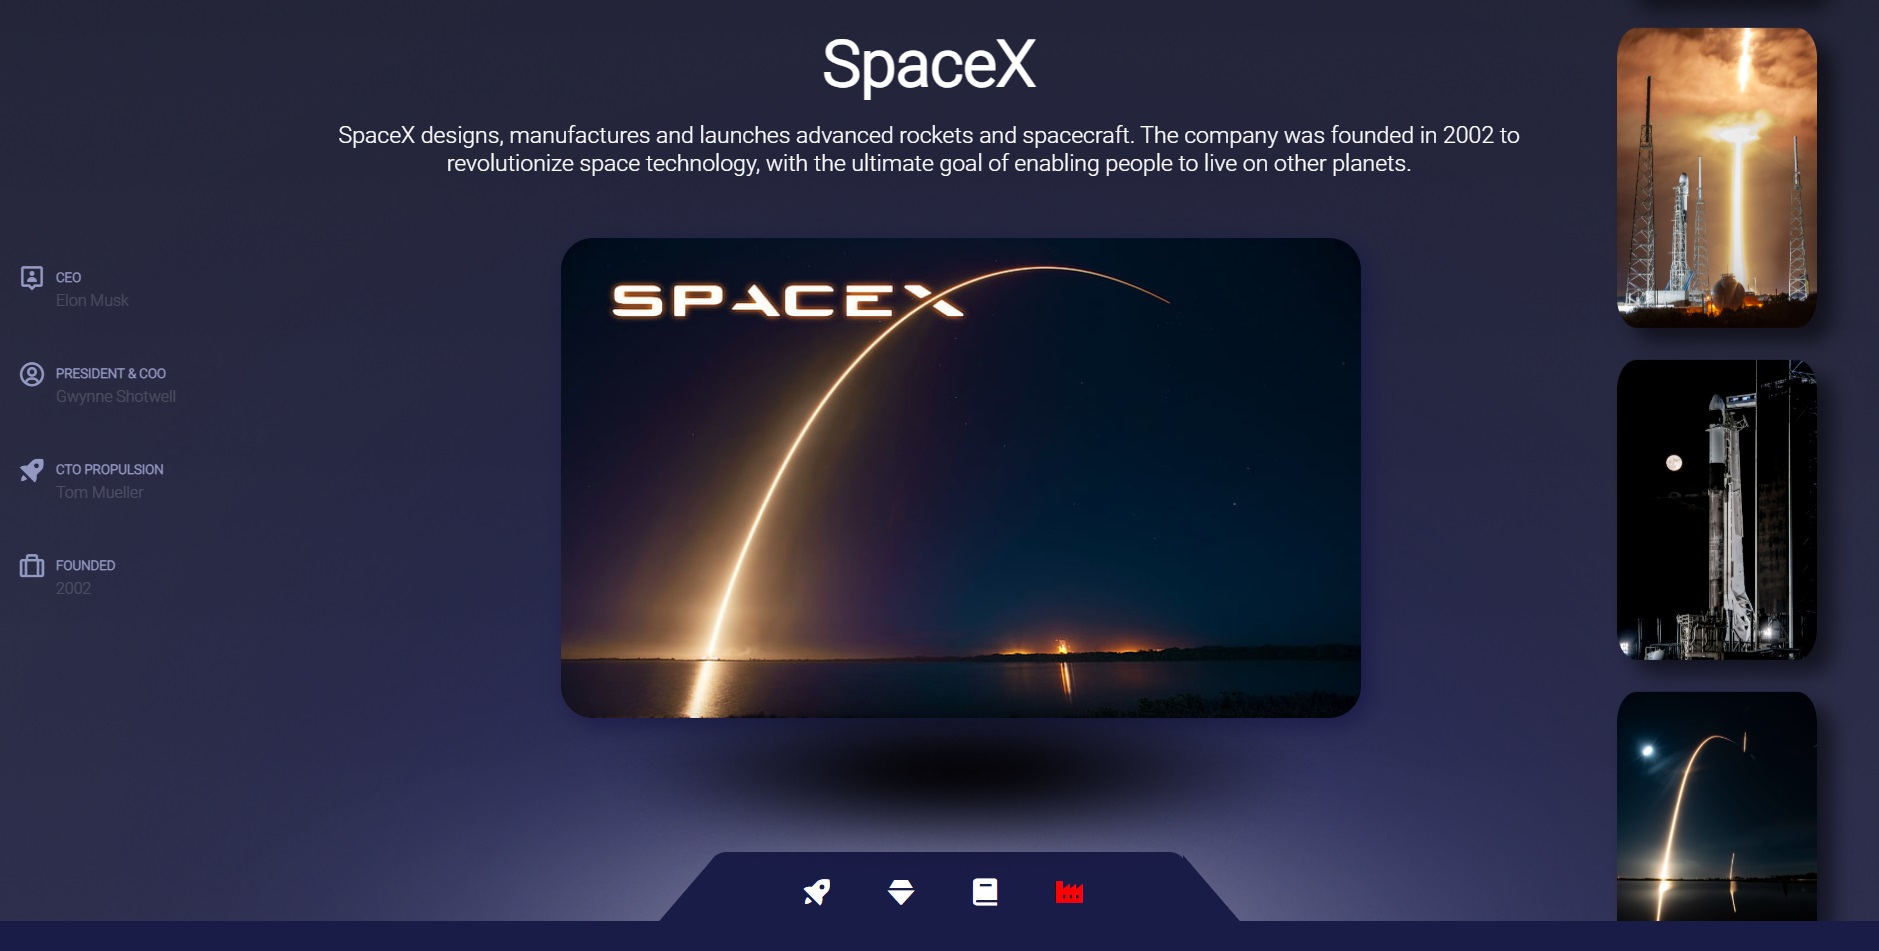 SpaceX
SpaceX designs, manufactures and launches advanced rockets and spacecraft. The company was founded in 2002 to
revolutionize space technology, with the ultimate goal of enabling people to live on other planets.
CEO
Elon Musk
PRESIDENT & COO
Gwynne Shotwell
CTO PROPULSION
Tom Mueller
FOUNDED
2002
SPACEX